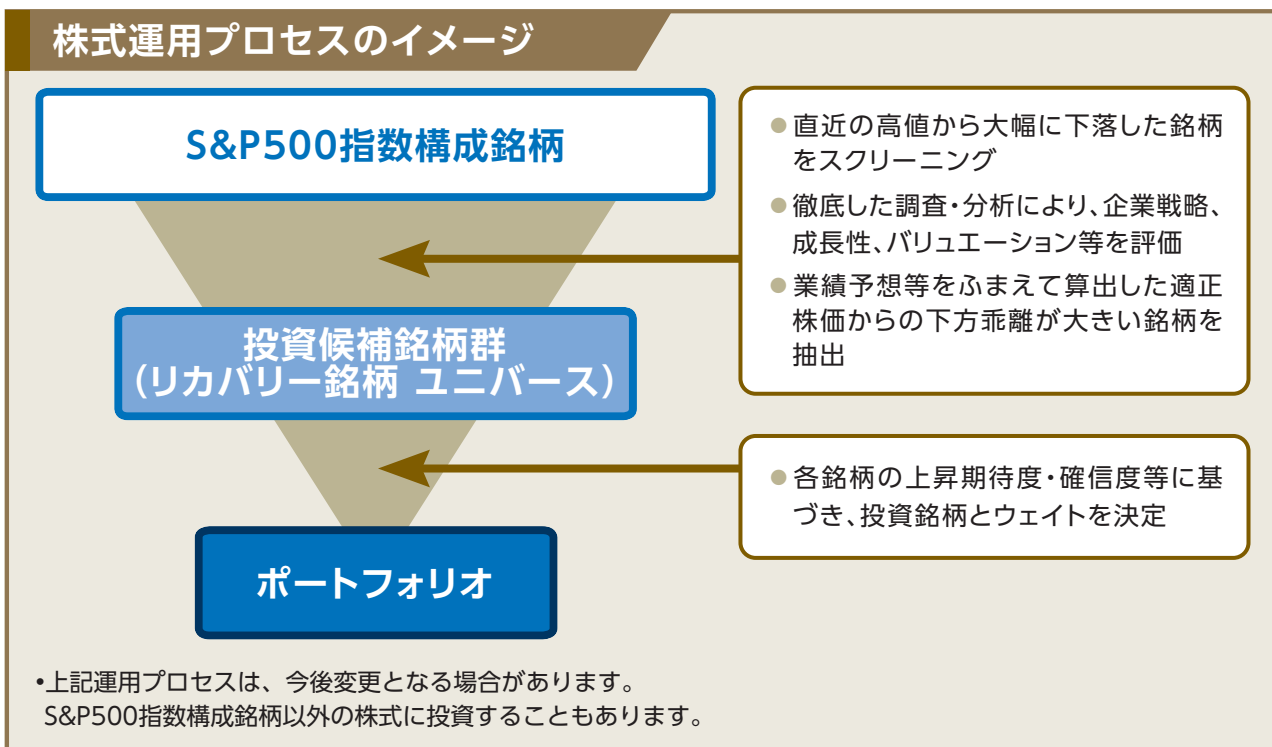 株式運用プロセスのイメージ
S&P500指数構成銘柄
●直近の高値から大幅に下落した銘柄
をスクリーニング
●徹底した調査・分析により、企業戦略、
成長性、バリュエーション等を評価
●業績予想等をふまえて算出した適正
株価からの下方乖離が大きい銘柄を
抽出
投資候補銘柄群
(リカバリー銘柄 ユニバース)
●各銘柄の上昇期待度・確信度等に基
づき、投資銘柄とウェイトを決定
ポートフォリオ
•上記運用プロセスは、今後変更となる場合があります。
S&P500指数構成銘柄以外の株式に投資することもあります。